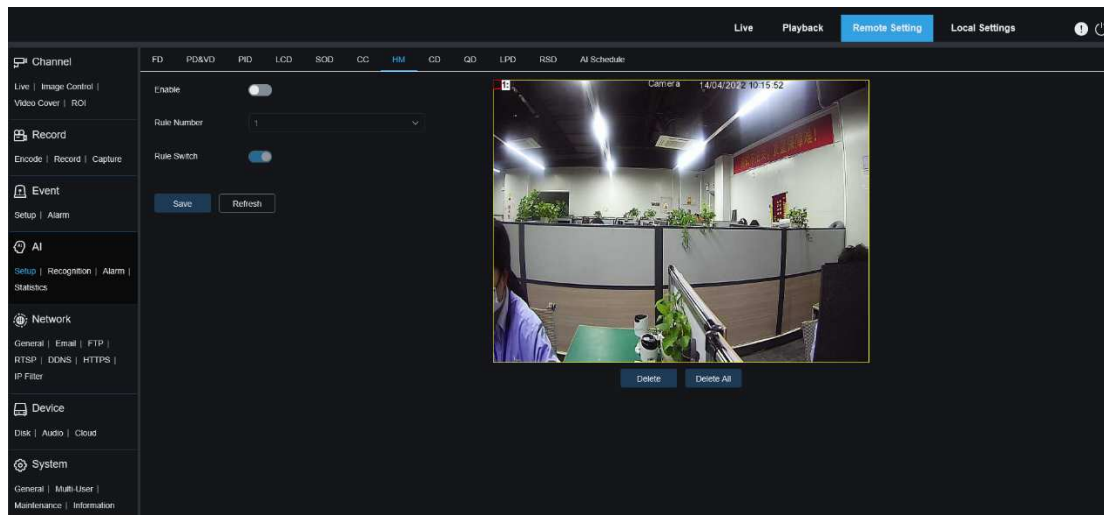 Live Playback Remote Setting Local Settings
Channel
Live | Image Control |
Video Cover | ROI
Record
Encode | Record | Capture
Event
Setup | Alarm
AI
Setup | Recognition | Alarm |
Statistics
Network
General | Email | FTP |
RTSP | DDNS | HTTPS |
IP Filter
Device
Disk | Audio | Cloud
System
General | Multi-User |
Maintenance | Information
FD PD&VD PID LCD SOD CC HM CD QD LPD RSD AI Schedule
Enable
Rule Number 1
Rule Switch
Save Refresh
Camera 14/04/2022 10:15:52
Delete Delete All